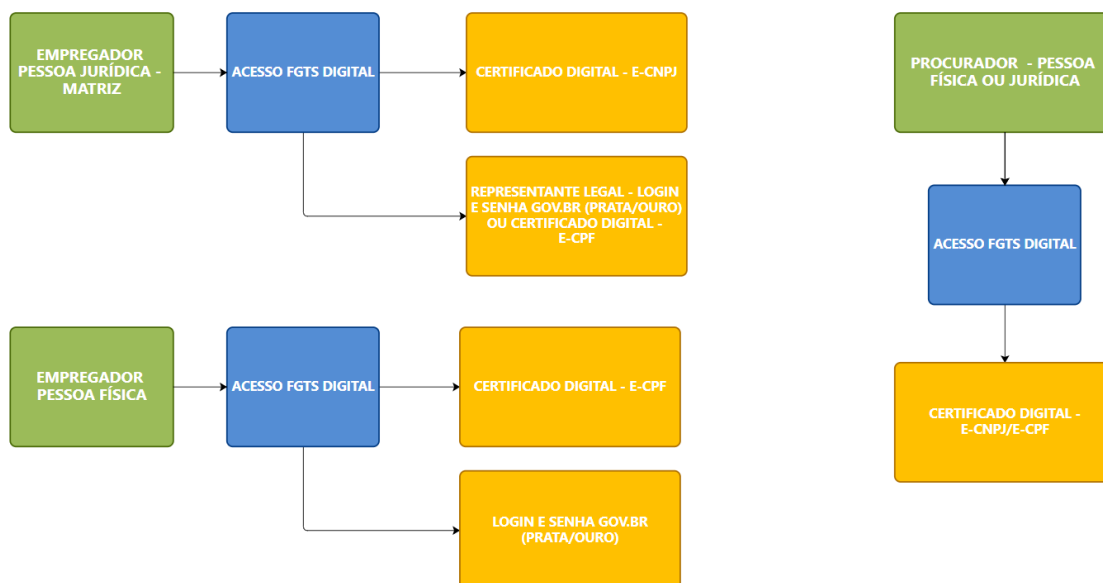 EMPREGADOR
PESSOA JURÍDICA -
MATRIZ
ACESSO FGTS DIGITAL
CERTIFICADO DIGITAL - E-CNPJ
REPRESENTANTE LEGAL - LOGIN
E SENHA GOV.BR (PRATA/OURO)
OU CERTIFICADO DIGITAL -
E-CPF
EMPREGADOR
PESSOA FÍSICA
ACESSO FGTS DIGITAL
CERTIFICADO DIGITAL - E-CPF
LOGIN E SENHA GOV.BR
(PRATA/OURO)
PROCURADOR - PESSOA
FÍSICA OU JURÍDICA
ACESSO FGTS DIGITAL
CERTIFICADO DIGITAL -
E-CNPJ/E-CPF